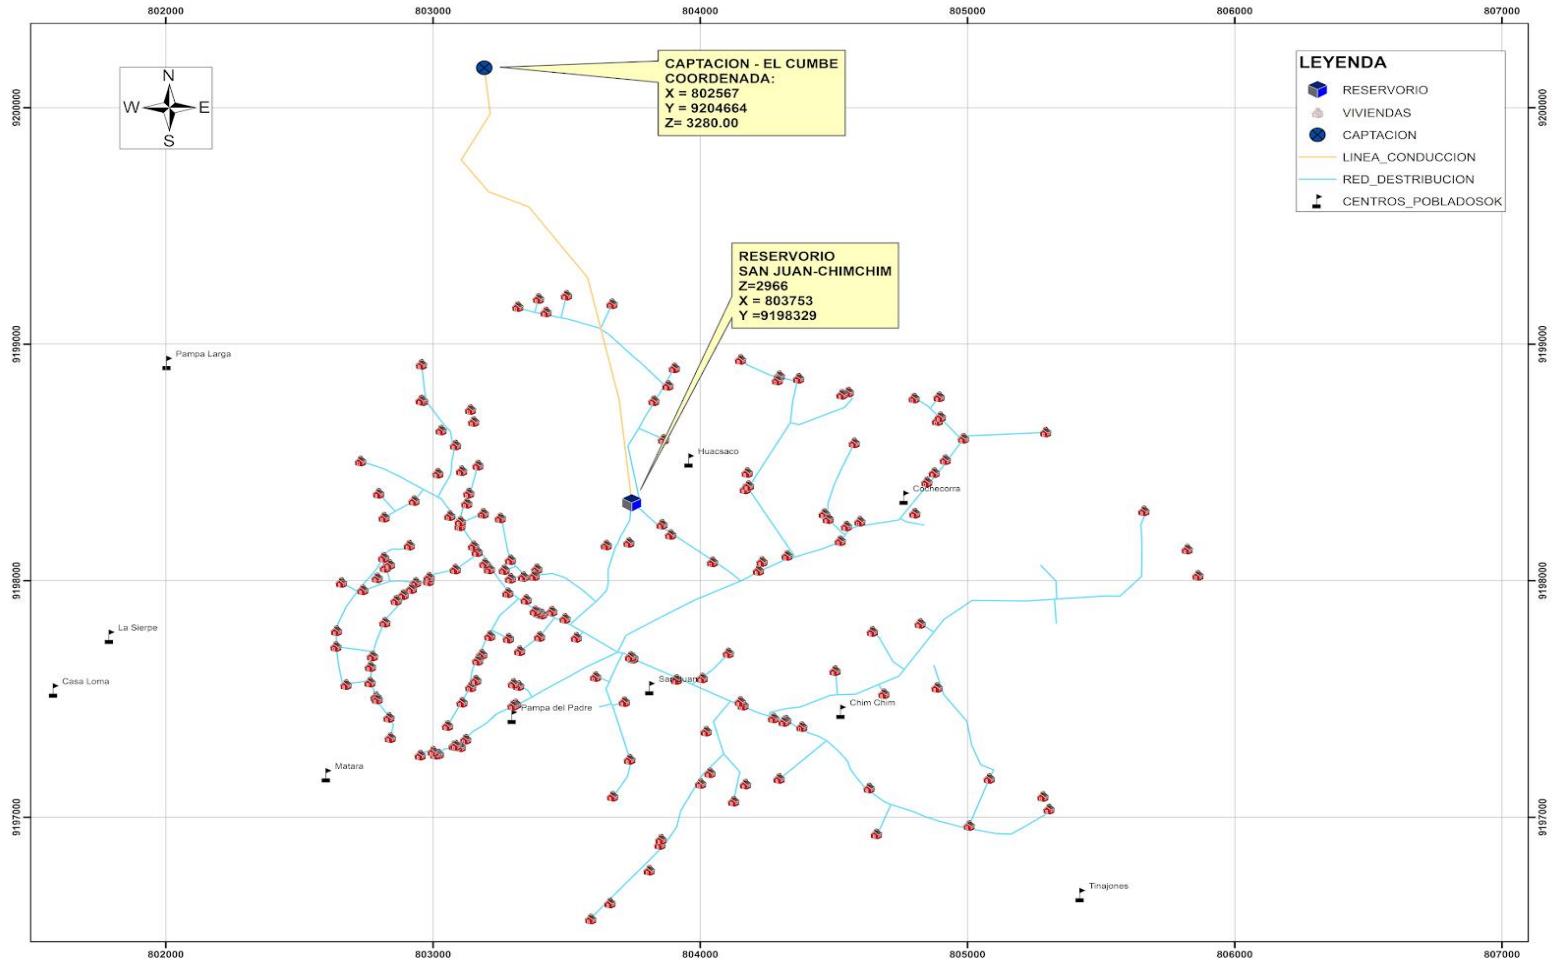 802000
803000
804000
805000
806000
807000
9200000
9199000
9198000
9197000
N
W E
S
CAPTACION - EL CUMBE
COORDENADA:
X = 802567
Y = 9204664
Z= 3280.00
LEYENDA
RESERVORIO
VIVIENDAS
CAPTACION
LINEA_CONDUCCION
RED_DESTRIBUCION
CENTROS_POBLADOSOK
RESERVORIO
SAN JUAN-CHIMCHIM
Z=2966
X = 803753
Y =9198329
Pampa Larga
Huacsaco
Cochecorra
La Sierpe
Casa Loma
San Juan
Chim Chim
Pampa del Padre
Matara
Tinajones
9200000
9199000
9198000
9197000
802000
803000
804000
805000
806000
807000